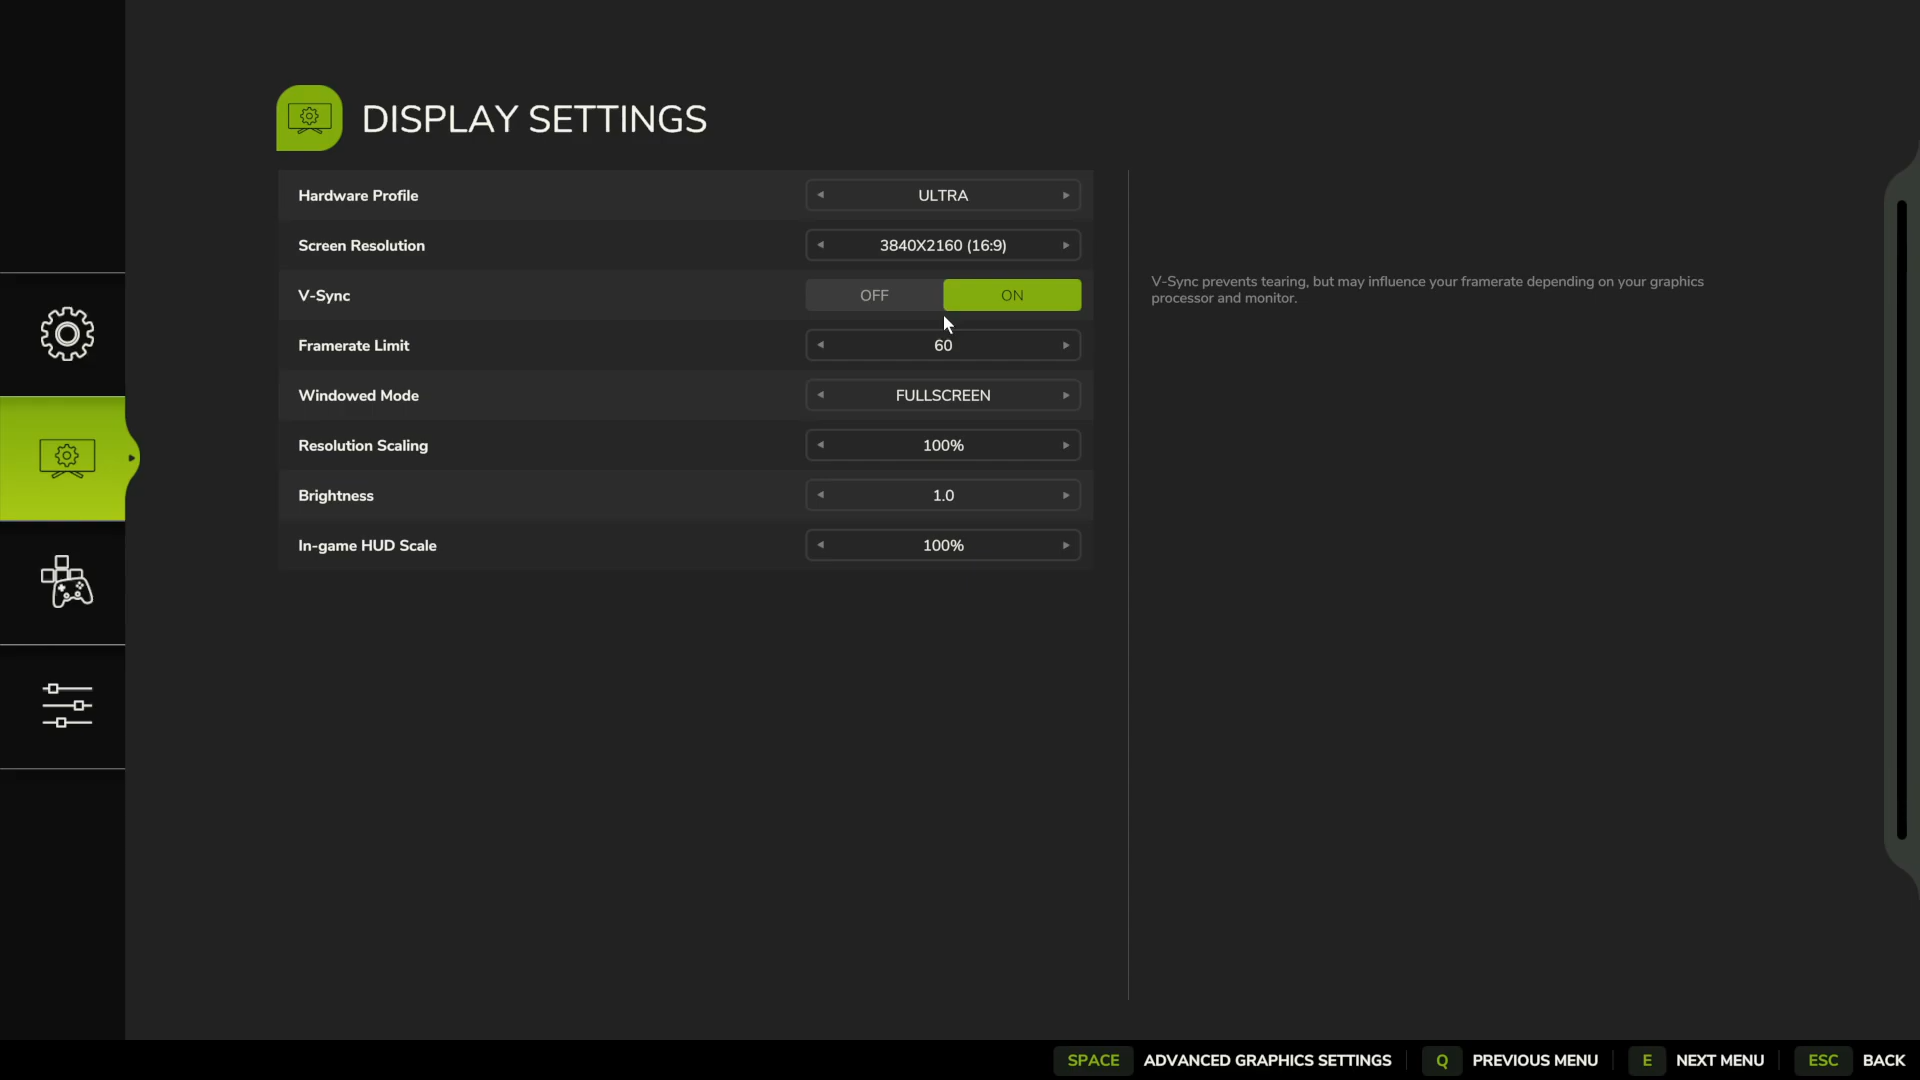 DISPLAY SETTINGS
Hardware Profile ULTRA
Screen Resolution 3840X2160 (16:9)
V-Sync OFF ON
Framerate Limit 60
Windowed Mode FULLSCREEN
Resolution Scaling 100%
Brightness 1.0
In-game HUD Scale 100%
V-Sync prevents tearing, but may influence your framerate depending on your graphics
processor and monitor.
SPACE ADVANCED GRAPHICS SETTINGS Q PREVIOUS MENU E NEXT MENU ESC BACK